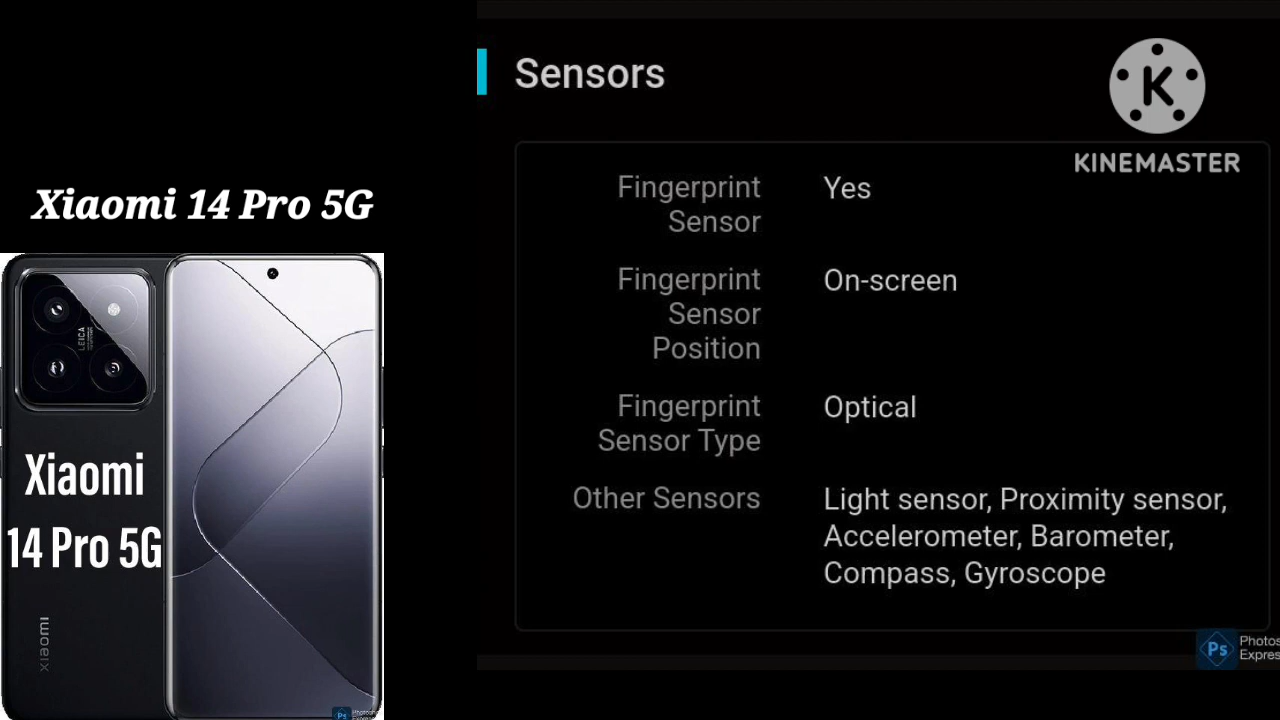 Xiaomi 14 Pro 5G
LEICA
Xiaomi
14 Pro 5G
xiaomi
Sensors
K
KINEMASTER
Fingerprint
Sensor
Yes
Fingerprint
Sensor
Position
On-screen
Fingerprint
Sensor Type
Optical
Other Sensors
Light sensor, Proximity sensor,
Accelerometer, Barometer,
Compass, Gyroscope
Ps
Photos
Expres
Ps